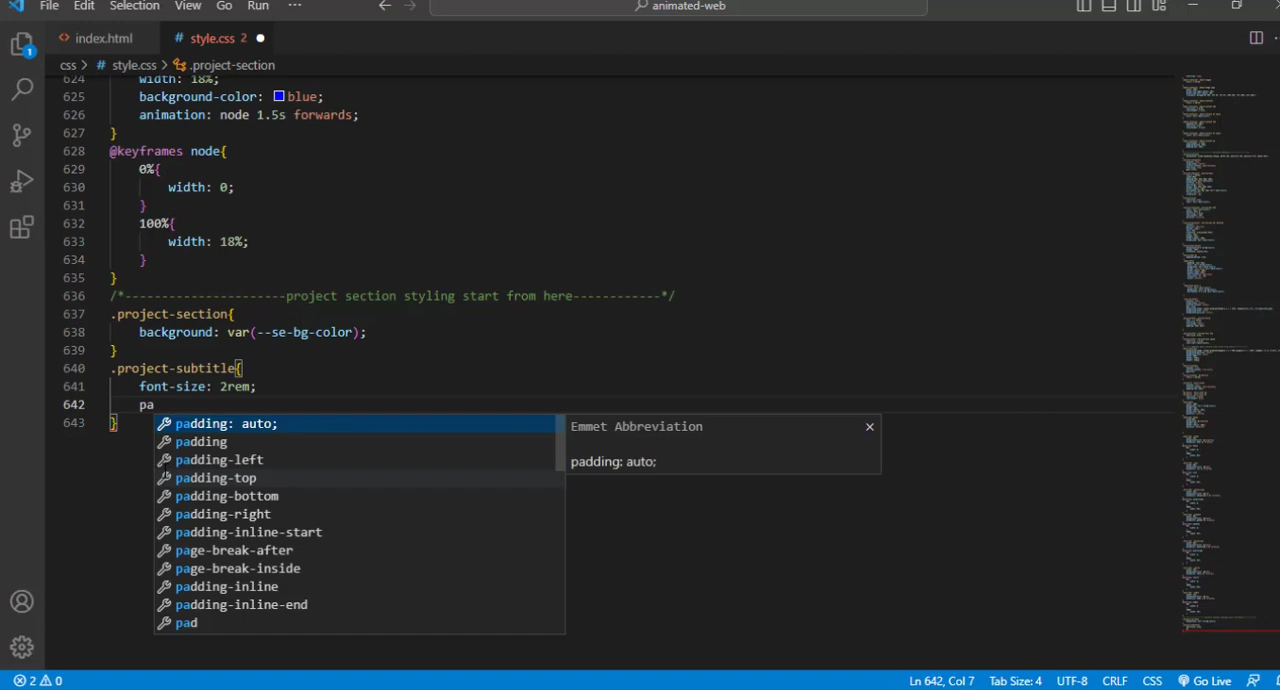 File Edit Selection View Go Run ··· ← → animated-web
<> index.html # style.css 2 ●
css > # style.css > .project-section
1
624 width: 18%;
625 background-color: blue;
626 animation: node 1.5s forwards;
627 }
628 @keyframes node{
629 0%{
630 width: 0;
631 }
632 100%{
633 width: 18%;
634 }
635 }
636 /*----------------------project section styling start from here------------*/
637 .project-section{
638 background: var(--se-bg-color);
639 }
640 .project-subtitle{
641 font-size: 2rem;
642 pa
643 }
padding: auto;
padding
padding-left
padding-top
padding-bottom
padding-right
padding-inline-start
page-break-after
page-break-inside
padding-inline
padding-inline-end
pad
Emmet Abbreviation ×
padding: auto;
2 0 Ln 642, Col 7 Tab Size: 4 UTF-8 CRLF CSS Go Live